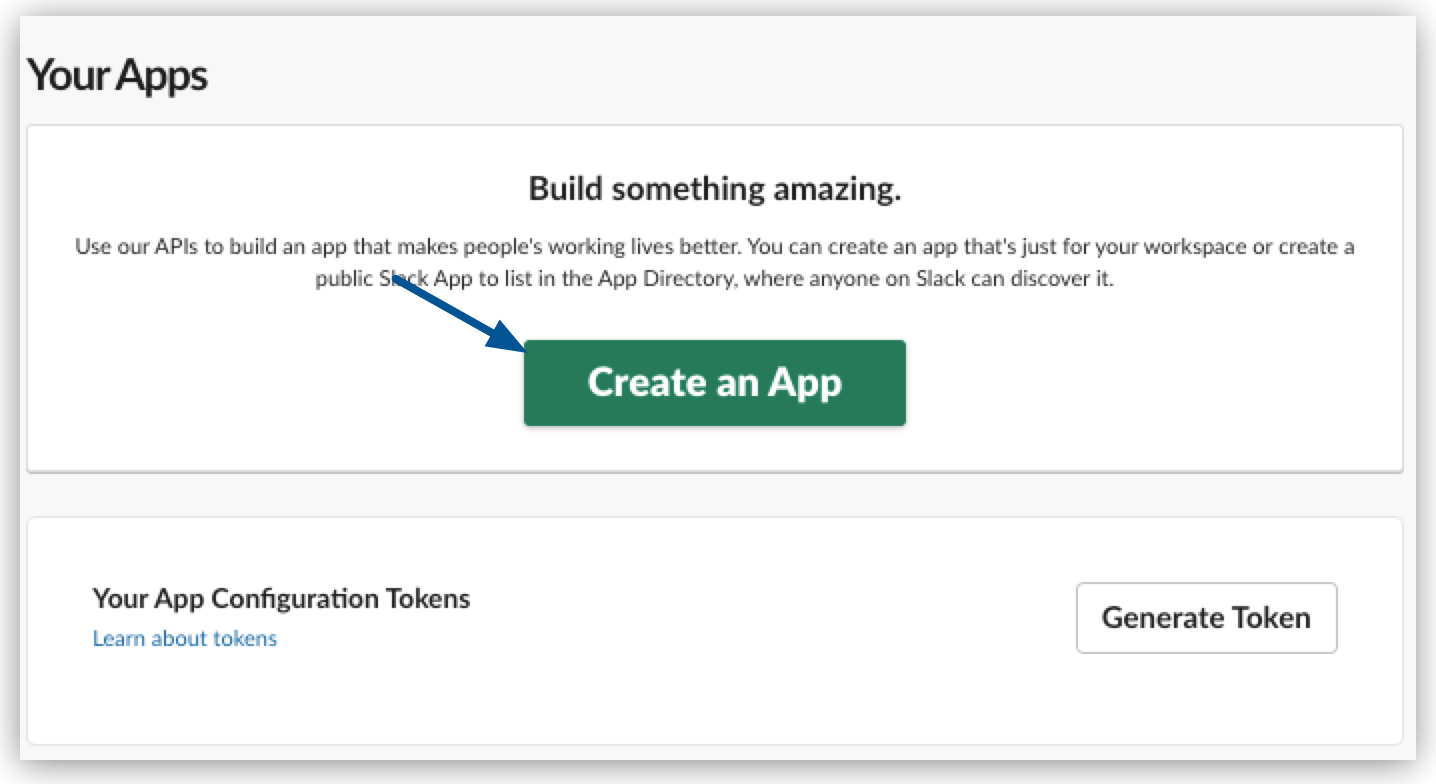 Your Apps
Build something amazing.
Use our APIs to build an app that makes people's working lives better. You can create an app that's just for your workspace or create a
public Slack App to list in the App Directory, where anyone on Slack can discover it.
Create an App
Your App Configuration Tokens
Learn about tokens
Generate Token